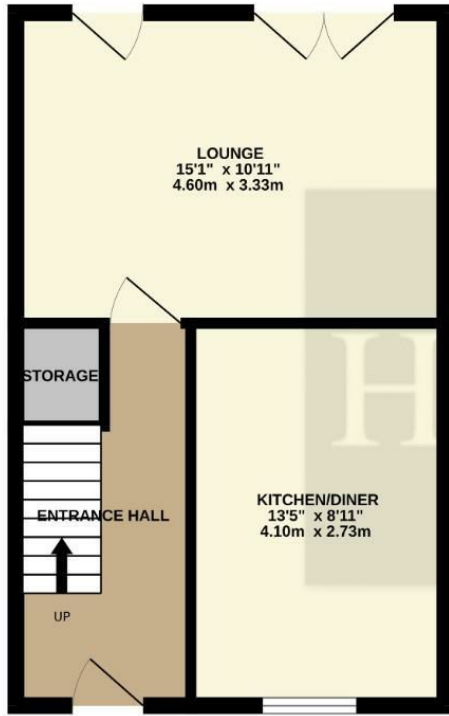 LOUNGE
15'1" x 10'11"
4.60m x 3.33m
STORAGE
H
KITCHEN/DINER
13'5" x 8'11"
4.10m x 2.73m
ENTRANCE HALL
UP